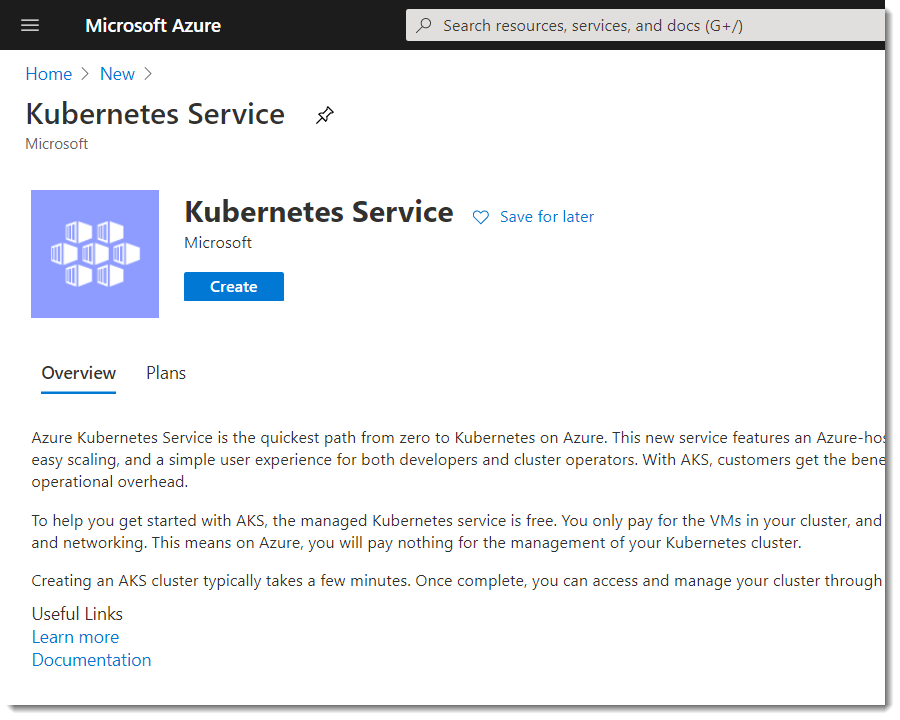 Microsoft Azure
Search resources, services, and docs (G+/)
Home > New >
Kubernetes Service
Microsoft
Kubernetes Service
Save for later
Microsoft
Create
Overview Plans
Azure Kubernetes Service is the quickest path from zero to Kubernetes on Azure. This new service features an
easy scaling, and a simple user experience for both developers and cluster operators. With AKS, customers get the
operational overhead.
To help you get started with AKS, the managed Kubernetes service is free. You only pay for the VMs in your cluster, and
and networking. This means on Azure, you will pay nothing for the management of your Kubernetes cluster.
Creating an AKS cluster typically takes a few minutes. Once complete, you can access and manage your cluster through
Useful Links
Learn more
Documentation